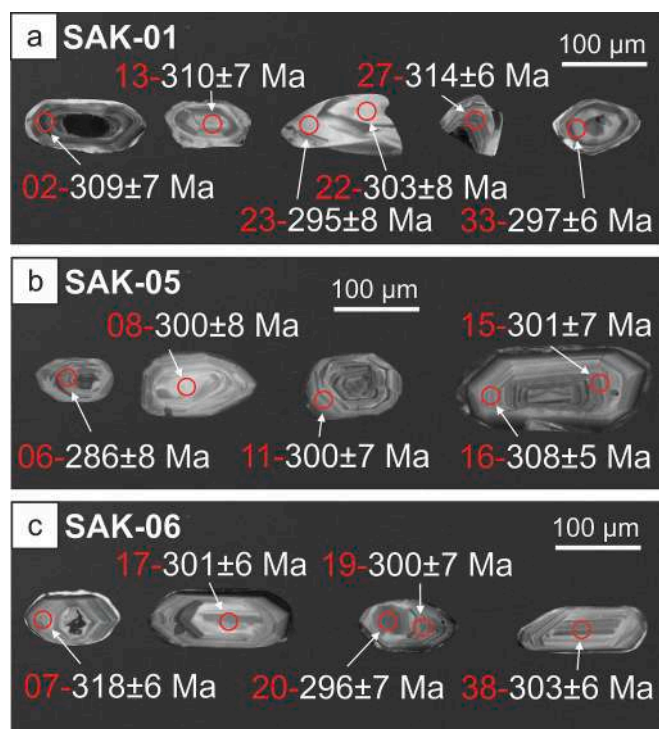 a SAK-01
100 µm
13-310±7 Ma 27-314±6 Ma
02-309±7 Ma 22-303±8 Ma
23-295±8 Ma 33-297±6 Ma
b SAK-05
100 µm
08-300±8 Ma 15-301±7 Ma
06-286±8 Ma 11-300±7 Ma 16-308±5 Ma
c SAK-06
100 µm
17-301±6 Ma 19-300±7 Ma
07-318±6 Ma 20-296±7 Ma 38-303±6 Ma